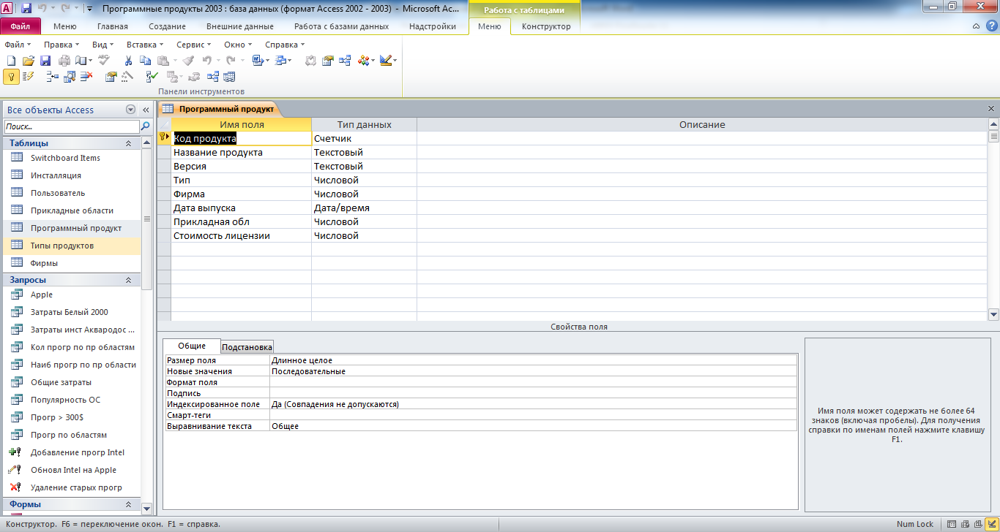 Программные продукты 2003 : база данных (формат Access 2002 - 2003) - Microsoft Ac...
Работа с таблицами
Файл Меню Главная Создание Внешние данные Работа с базами данных Надстройки Меню Конструктор
Файл Правка Вид Вставка Сервис Окно Справка
Панели инструментов
Все объекты Access
Поиск...
Таблицы
Switchboard Items
Инсталляция
Пользователь
Прикладные области
Программный продукт
Типы продуктов
Фирмы
Запросы
Apple
Затраты Белый 2000
Затраты инст Аквародос ...
Кол прогр по пр областям
Наиб прогр по пр области
Общие затраты
Популярность ОС
Прогр > 300$
Прогр по областям
Добавление прогр Intel
Обновл Intel на Apple
Удаление старых прогр
Формы
Программный продукт
Имя поля Тип данных Описание
Код продукта Счетчик
Название продукта Текстовый
Версия Текстовый
Тип Числовой
Фирма Числовой
Дата выпуска Дата/время
Прикладная обл Числовой
Стоимость лицензии Числовой
Свойства поля
Общие Подстановка
Размер поля Длинное целое
Новые значения Последовательные
Формат поля
Подпись
Индексированное поле Да (Совпадения не допускаются)
Смарт-теги
Выравнивание текста Общее
Имя поля может содержать не более 64
знаков (включая пробелы). Для получения
справки по именам полей нажмите клавишу
F1.
Конструктор. F6 = переключение окон. F1 = справка.
Num Lock